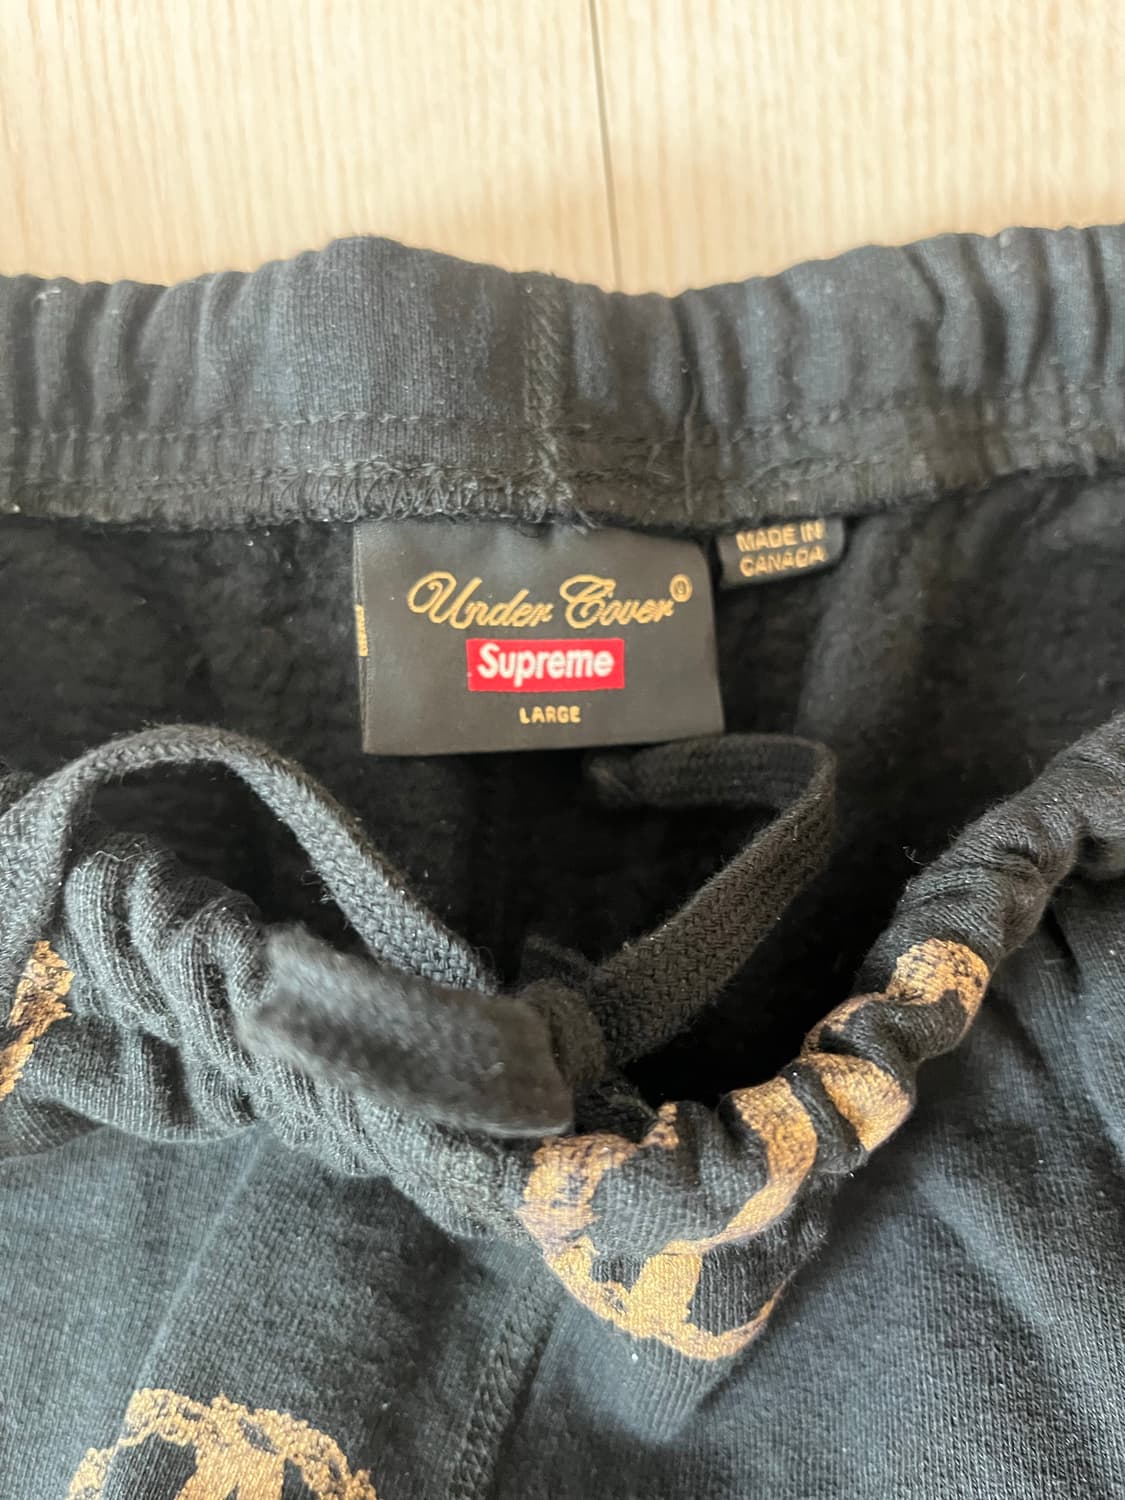 Under Cover®
Supreme
LARGE
MADE IN
CANADA